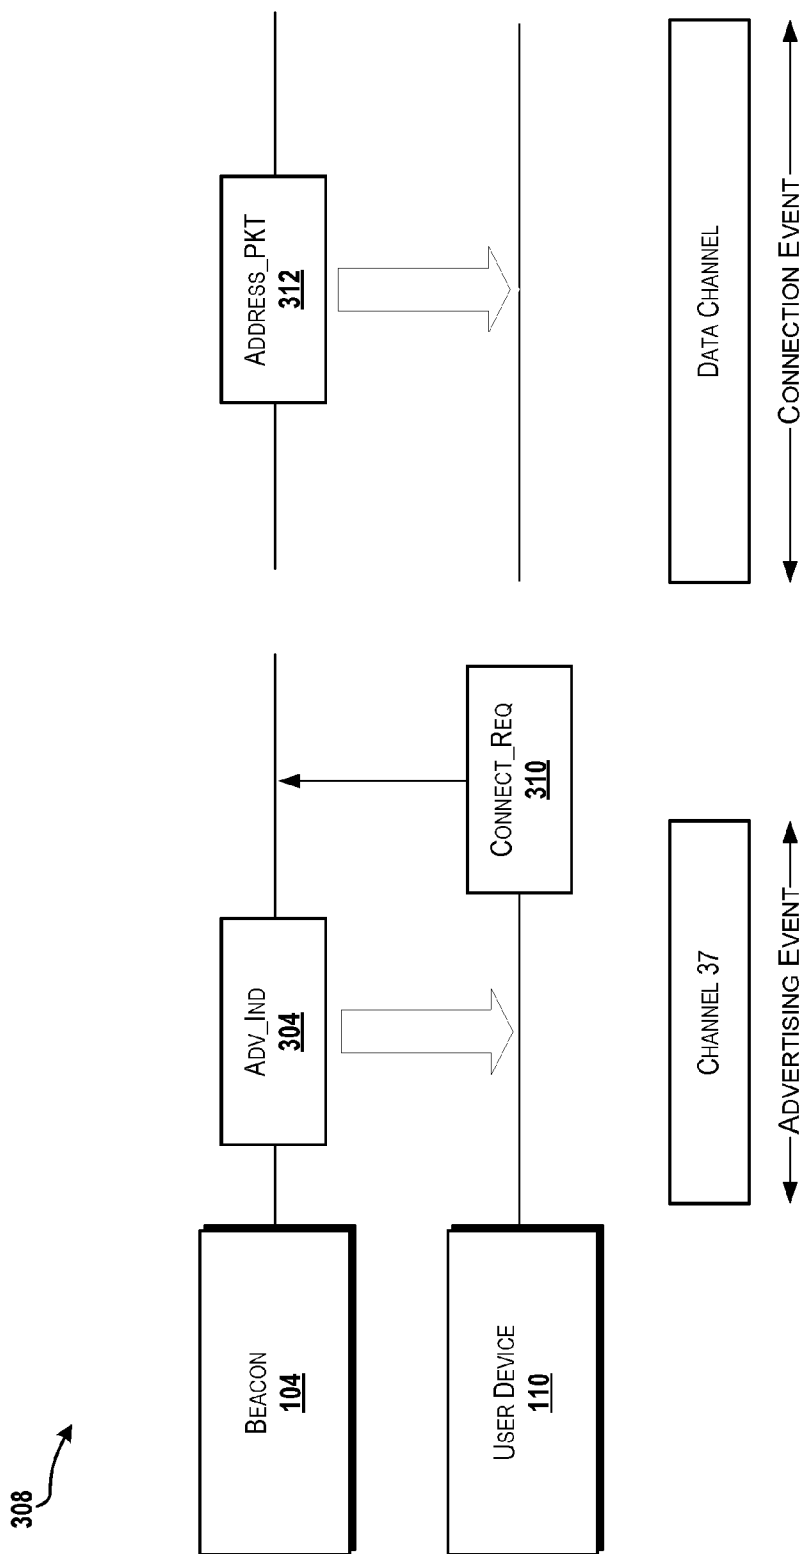 308
BEACON
104
ADV_IND
304
ADDRESS_PKT
312
USER DEVICE
110
CONNECT_REQ
310
CHANNEL 37
DATA CHANNEL
ADVERTISING EVENT
CONNECTION EVENT